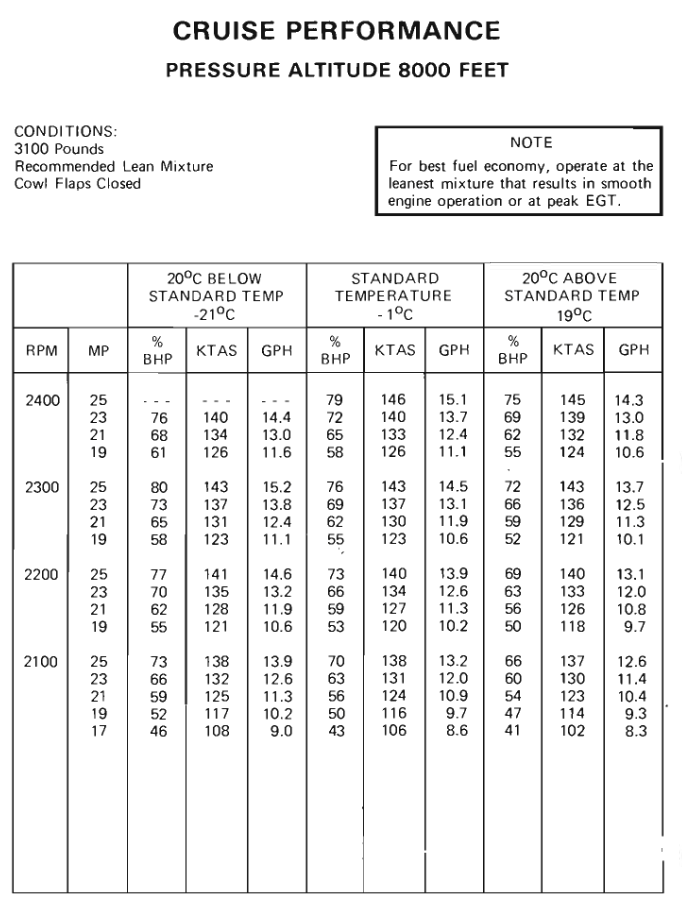 CRUISE PERFORMANCE
PRESSURE ALTITUDE 8000 FEET
CONDITIONS:
3100 Pounds
Recommended Lean Mixture
Cowl Flaps Closed
NOTE
For best fuel economy, operate at the
leanest mixture that results in smooth
engine operation or at peak EGT.
20°C BELOW STANDARD TEMP -21°C
STANDARD TEMPERATURE -1°C
20°C ABOVE STANDARD TEMP 19°C
RPM MP % BHP KTAS GPH % BHP KTAS GPH % BHP KTAS GPH
2400 25 - - - - - - - - - 79 146 15.1 75 145 14.3
23 76 140 14.4 72 140 13.7 69 139 13.0
21 68 134 13.0 65 133 12.4 62 132 11.8
19 61 126 11.6 58 126 11.1 55 124 10.6
2300 25 80 143 15.2 76 143 14.5 72 143 13.7
23 73 137 13.8 69 137 13.1 66 136 12.5
21 65 131 12.4 62 130 11.9 59 129 11.3
19 58 123 11.1 55 123 10.6 52 121 10.1
2200 25 77 141 14.6 73 140 13.9 69 140 13.1
23 70 135 13.2 66 134 12.6 63 133 12.0
21 62 128 11.9 59 127 11.3 56 126 10.8
19 55 121 10.6 53 120 10.2 50 118 9.7
2100 25 73 138 13.9 70 138 13.2 66 137 12.6
23 66 132 12.6 63 131 12.0 60 130 11.4
21 59 125 11.3 56 124 10.9 54 123 10.4
19 52 117 10.2 50 116 9.7 47 114 9.3
17 46 108 9.0 43 106 8.6 41 102 8.3